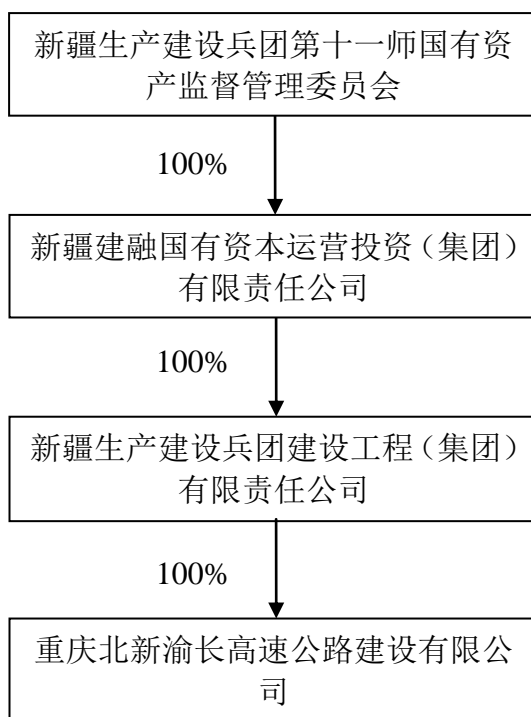 新疆生产建设兵团第十一师国有资
产监督管理委员会
100%
新疆建融国有资本运营投资（集团）
有限责任公司
100%
新疆生产建设兵团建设工程（集团）
有限责任公司
100%
重庆北新渝长高速公路建设有限公
司